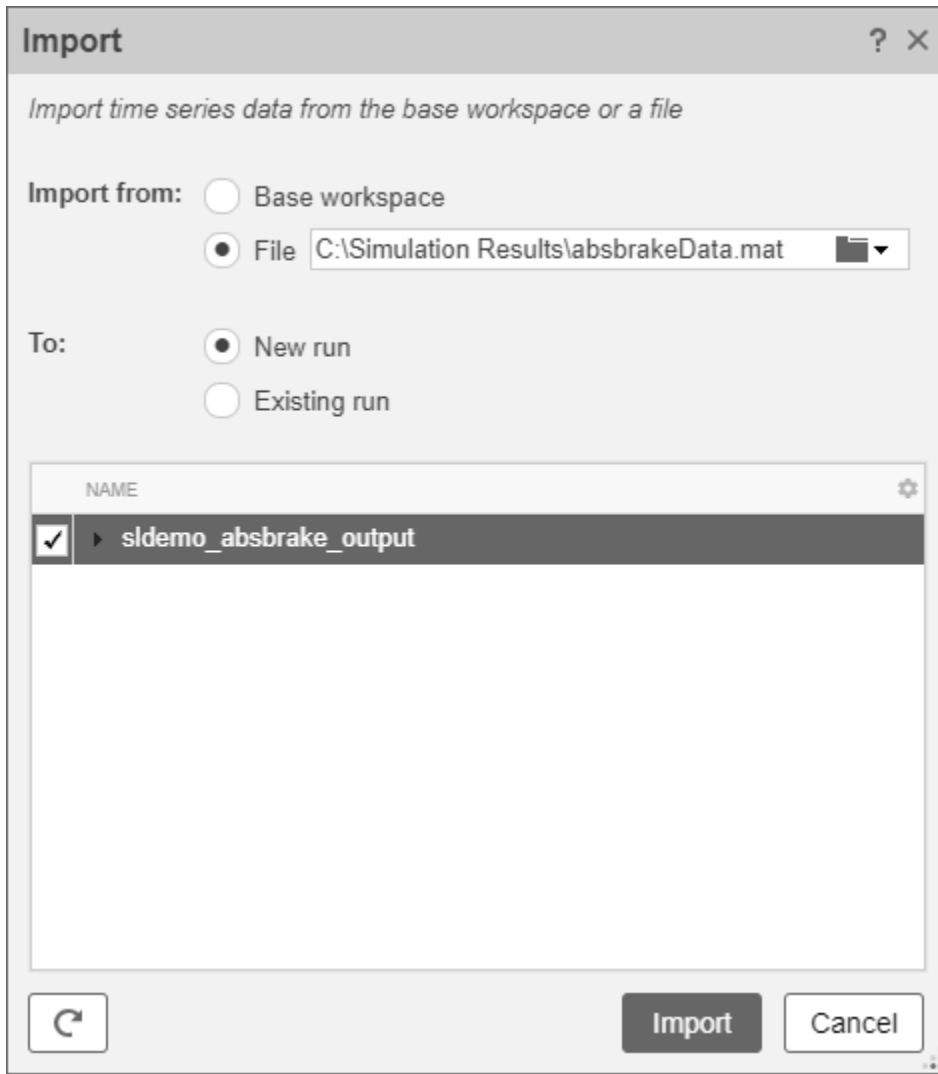 Import ?
Import time series data from the base workspace or a file
Import from: Base workspace
File C:\Simulation Results\absbrakeData.mat
To: New run
Existing run
NAME
sldemo_absbrake_output
Import Cancel